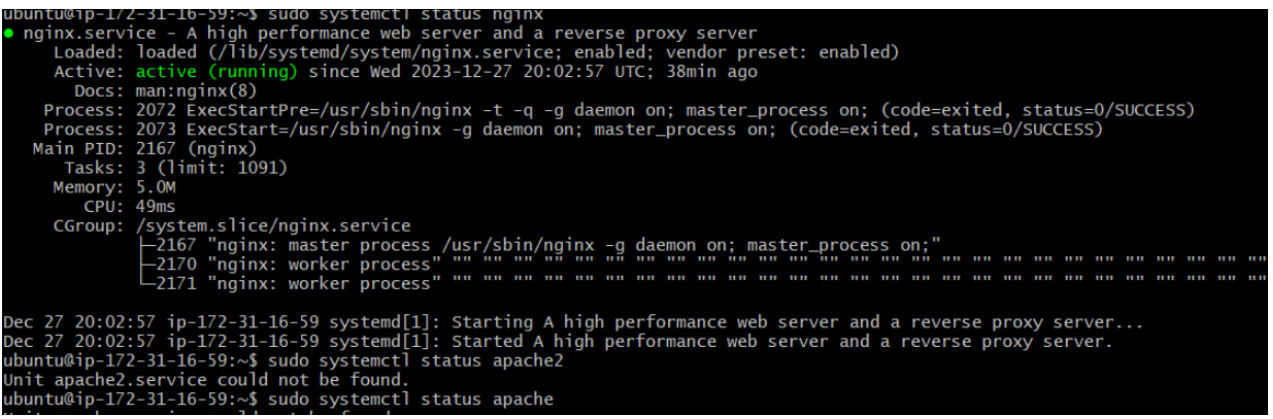 ubuntu@ip-172-31-16-59:~$ sudo systemctl status nginx
● nginx.service - A high performance web server and a reverse proxy server
Loaded: loaded (/lib/systemd/system/nginx.service; enabled; vendor preset: enabled)
Active: active (running) since Wed 2023-12-27 20:02:57 UTC; 38min ago
Docs: man:nginx(8)
Process: 2072 ExecStartPre=/usr/sbin/nginx -t -q -g daemon on; master_process on; (code=exited, status=0/SUCCESS)
Process: 2073 ExecStart=/usr/sbin/nginx -g daemon on; master_process on; (code=exited, status=0/SUCCESS)
Main PID: 2167 (nginx)
Tasks: 3 (limit: 1091)
Memory: 5.0M
CPU: 49ms
CGroup: /system.slice/nginx.service
├─2167 "nginx: master process /usr/sbin/nginx -g daemon on; master_process on;"
├─2170 "nginx: worker process" "" "" "" "" "" "" "" "" "" "" "" "" "" "" "" "" "" "" "" "" "" "" "" "" "" "" ""
└─2171 "nginx: worker process" "" "" "" "" "" "" "" "" "" "" "" "" "" "" "" "" "" "" "" "" "" "" "" "" "" "" ""
Dec 27 20:02:57 ip-172-31-16-59 systemd[1]: Starting A high performance web server and a reverse proxy server...
Dec 27 20:02:57 ip-172-31-16-59 systemd[1]: Started A high performance web server and a reverse proxy server.
ubuntu@ip-172-31-16-59:~$ sudo systemctl status apache2
Unit apache2.service could not be found.
ubuntu@ip-172-31-16-59:~$ sudo systemctl status apache